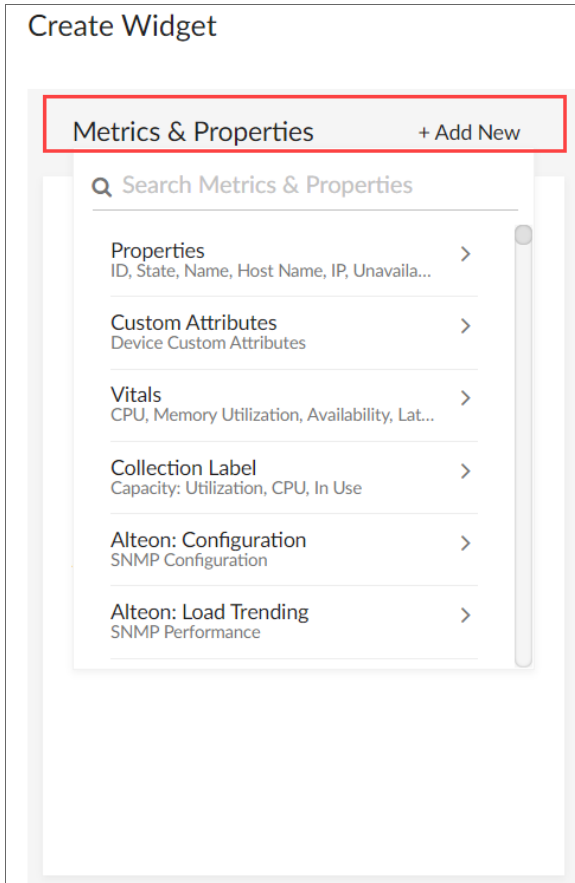 Create Widget
Metrics & Properties + Add New
Search Metrics & Properties
Properties
ID, State, Name, Host Name, IP, Unavaila...
Custom Attributes
Device Custom Attributes
Vitals
CPU, Memory Utilization, Availability, Lat...
Collection Label
Capacity: Utilization, CPU, In Use
Alteon: Configuration
SNMP Configuration
Alteon: Load Trending
SNMP Performance